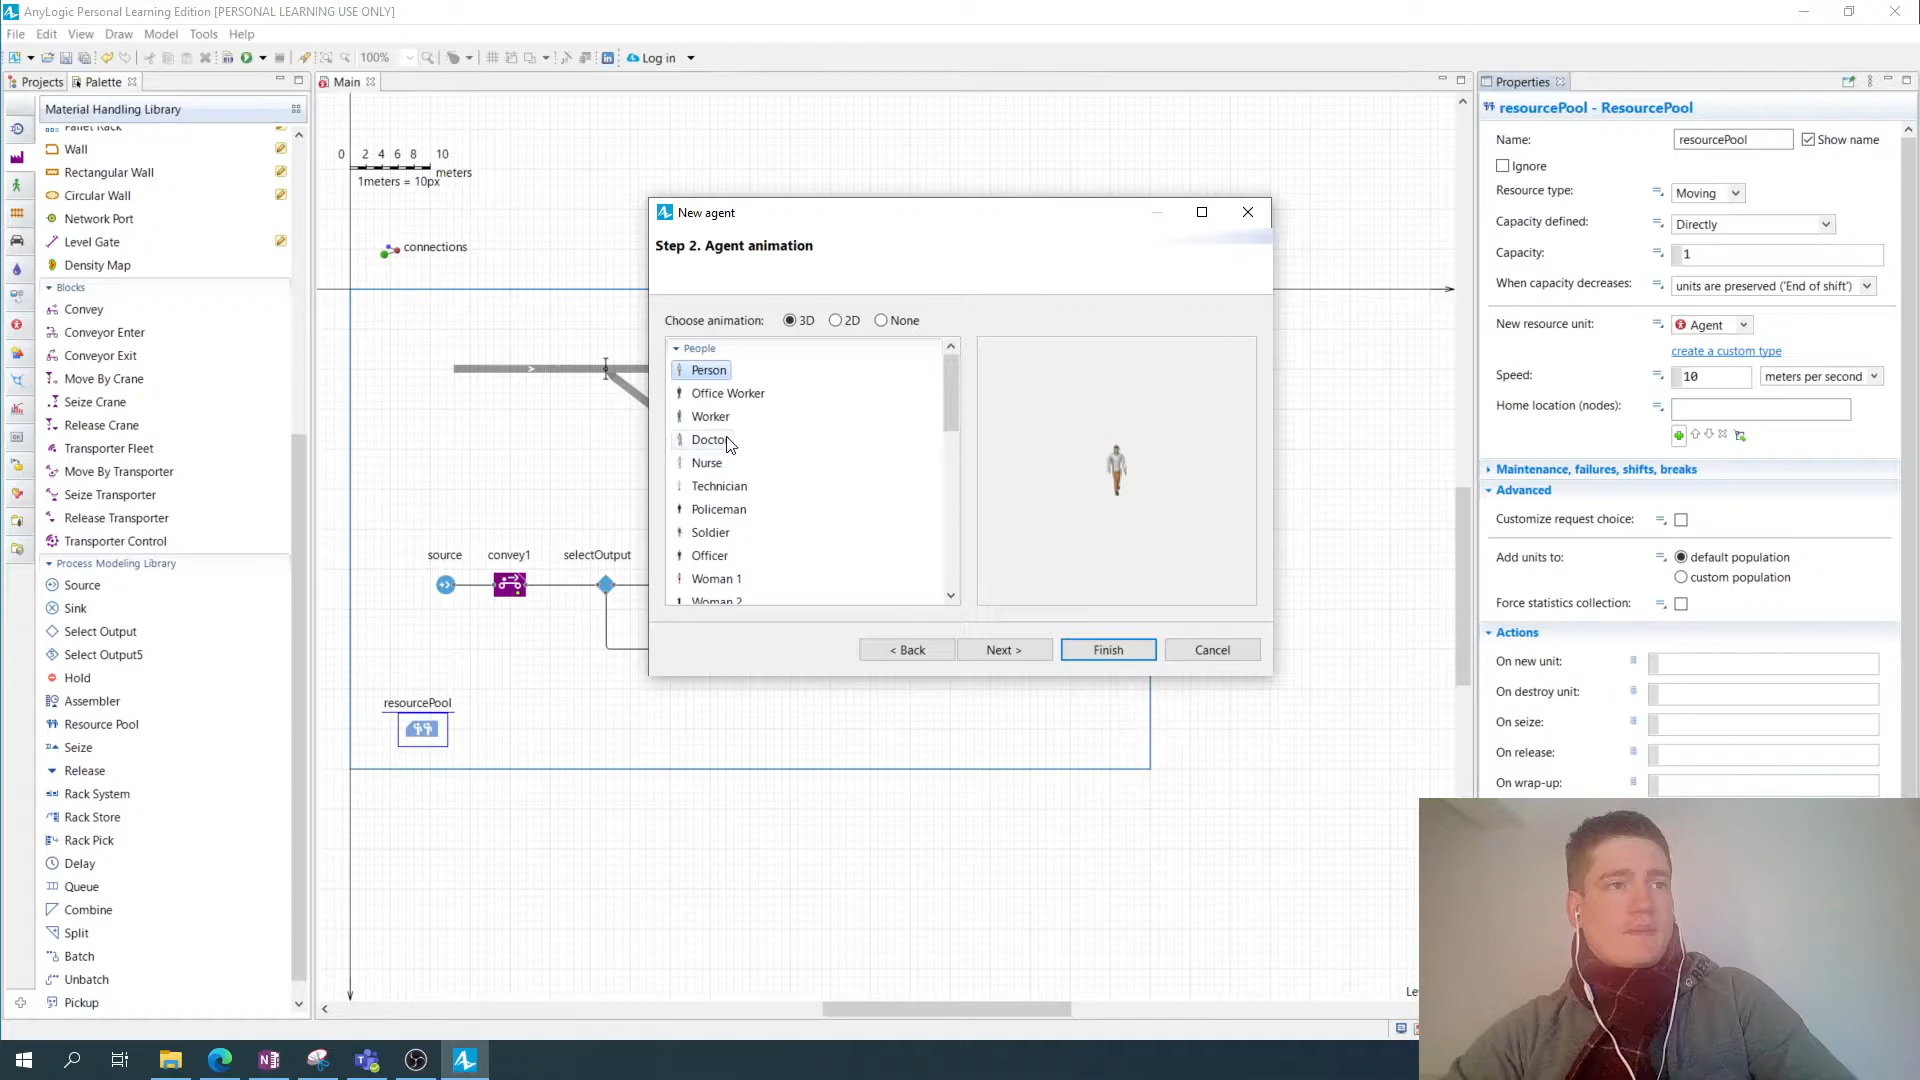 AnyLogic Personal Learning Edition [PERSONAL LEARNING USE ONLY]
File Edit View Draw Model Tools Help
100%
Log in
Projects
Palette
Main
Properties
Material Handling Library
Pallet Rack
Wall
Rectangular Wall
Circular Wall
Network Port
Level Gate
Density Map
Blocks
Convey
Conveyor Enter
Conveyor Exit
Move By Crane
Seize Crane
Release Crane
Transporter Fleet
Move By Transporter
Seize Transporter
Release Transporter
Transporter Control
Process Modeling Library
Source
Sink
Select Output
Select Output5
Hold
Assembler
Resource Pool
Seize
Release
Rack System
Rack Store
Rack Pick
Delay
Queue
Combine
Split
Batch
Unbatch
Pickup
0 2 4 6 8 10
meters
1meters = 10px
connections
source
convey1
selectOutput
resourcePool
New agent
Step 2. Agent animation
Choose animation:
3D
2D
None
People
Person
Office Worker
Worker
Doctor
Nurse
Technician
Policeman
Soldier
Officer
Woman 1
Woman 2
< Back
Next >
Finish
Cancel
resourcePool - ResourcePool
Name:
resourcePool
Show name
Ignore
Resource type:
Moving
Capacity defined:
Directly
Capacity:
1
When capacity decreases:
units are preserved ('End of shift')
New resource unit:
Agent
create a custom type
Speed:
10
meters per second
Home location (nodes):
Maintenance, failures, shifts, breaks
Advanced
Customize request choice:
Add units to:
default population
custom population
Force statistics collection:
Actions
On new unit:
On destroy unit:
On seize:
On release:
On wrap-up: